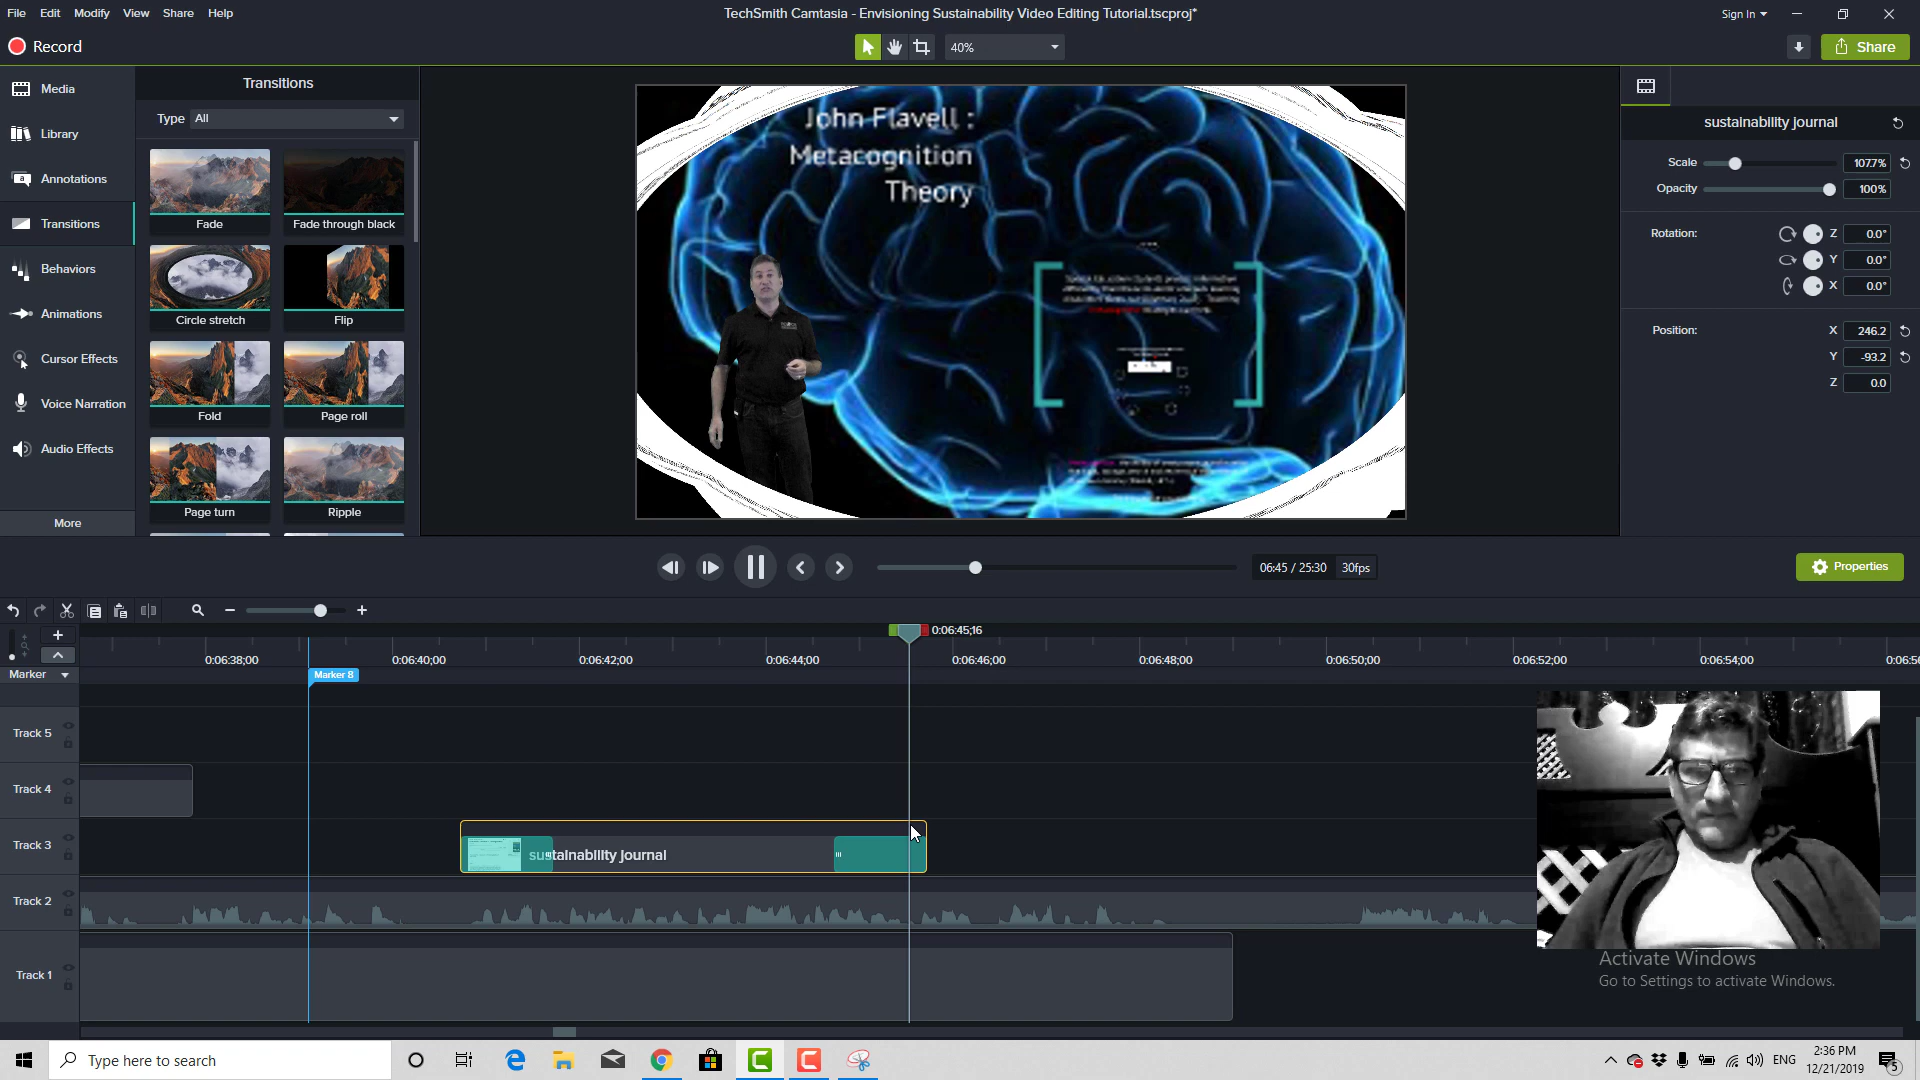 File Edit Modify View Share Help
TechSmith Camtasia - Envisioning Sustainability Video Editing Tutorial.tscproj*
Sign In
Record
40%
Share
Media
Library
Annotations
Transitions
Behaviors
Animations
Cursor Effects
Voice Narration
Audio Effects
More
Transitions
Type All
Fade
Fade through black
Circle stretch
Flip
Fold
Page roll
Page turn
Ripple
John Flavell :
Metacognition
Theory
sustainability journal
Scale 107.7%
Opacity 100%
Rotation: Z 0.0°
Y 0.0°
X 0.0°
Position: X 246.2
Y -93.2
Z 0.0
06:45 / 25:30 30fps
Properties
0:06:45;16
0:06:38;00 0:06:40;00 0:06:42;00 0:06:44;00 0:06:46;00 0:06:48;00 0:06:50;00 0:06:52;00 0:06:54;00
Marker
Marker 8
Track 5
Track 4
Track 3
sustainability journal
Track 2
Track 1
Activate Windows
Go to Settings to activate Windows.
Type here to search
ENG
2:36 PM
12/21/2019
5